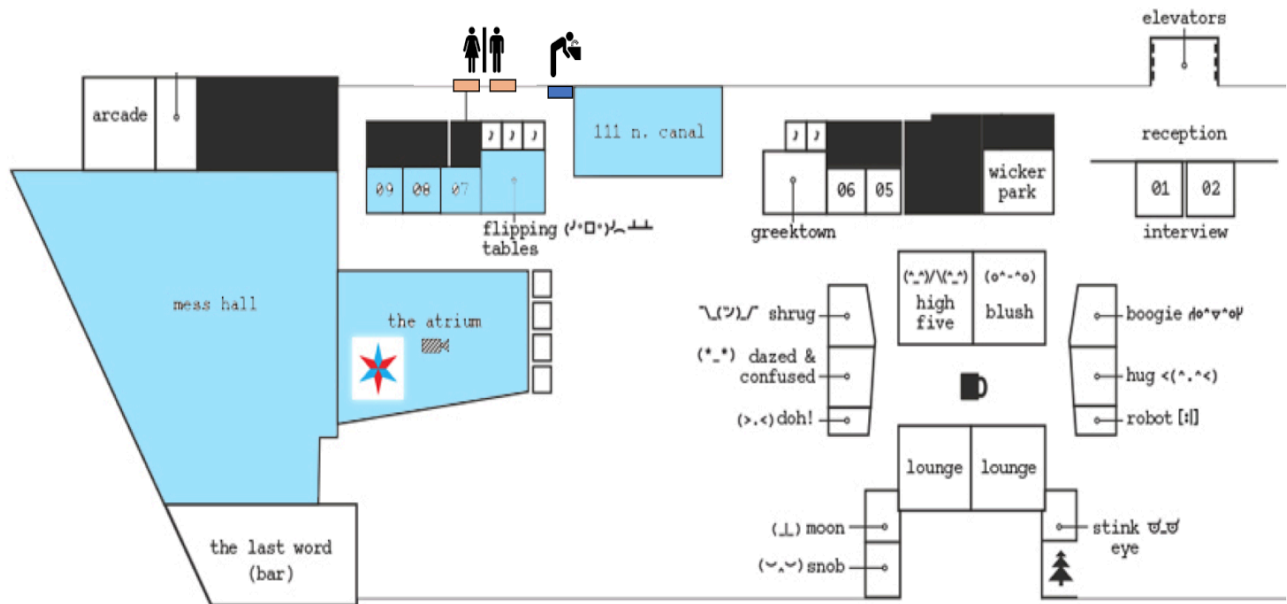 elevators
arcade
111 n. canal
reception
wicker
park
09 08 07
06 05
01 02
flipping (╯°□°)╯︵ ┻┻
tables
greektown
interview
mess hall
the atrium
¯\_(ツ)_/¯ shrug
(^_^)/\(^_^)
high
five
(o^-^o)
blush
boogie
(*_*) dazed &
confused
hug <(^.^<)
(>.<) doh!
robot [:|]
lounge lounge
the last word
(bar)
(_|_) moon
stink ಠ_ಠ
eye
(︶︿︶) snob